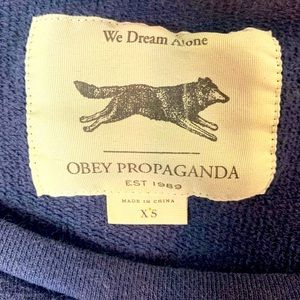 We Dream Alone
OBEY PROPAGANDA
EST 1989
MADE IN CHINA
XS